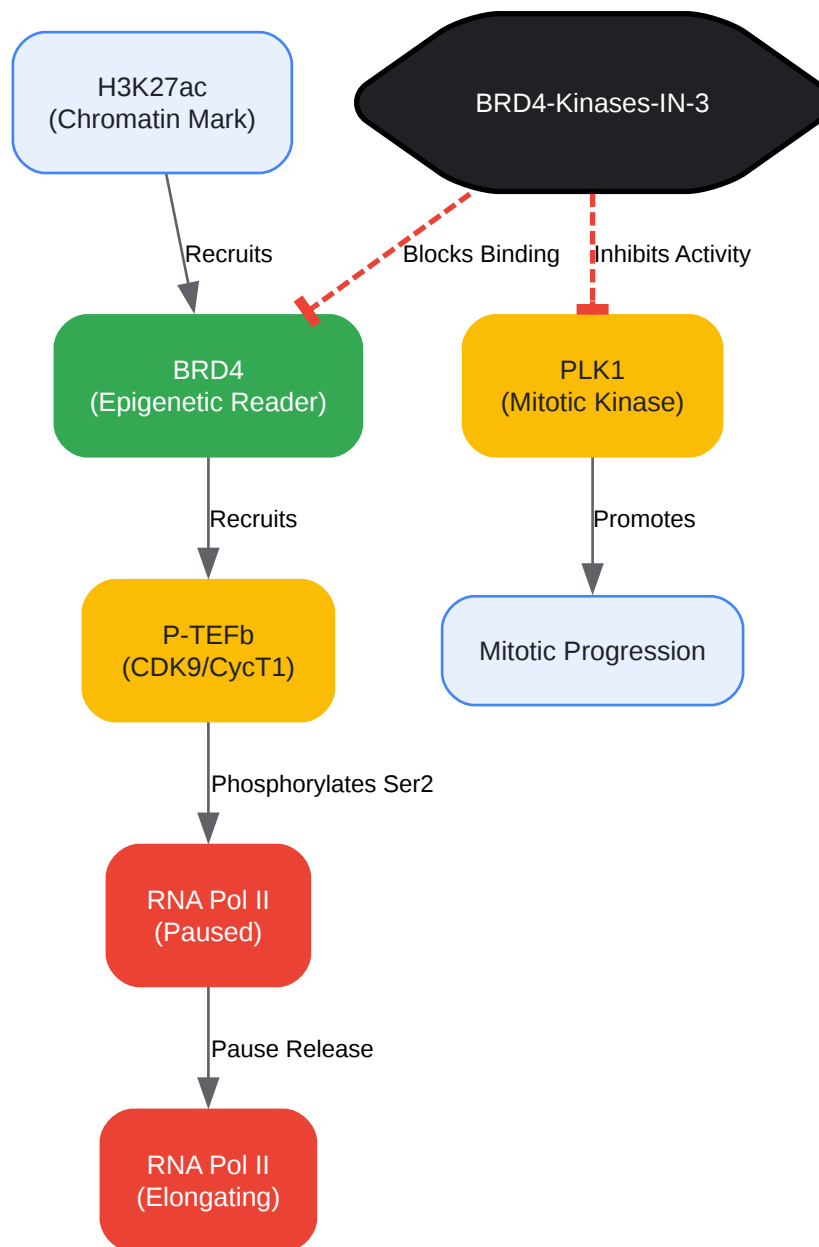 H3K27ac
(Chromatin Mark)
BRD4-Kinases-IN-3
Recruits
Blocks Binding
Inhibits Activity
BRD4
(Epigenetic Reader)
PLK1
(Mitotic Kinase)
Recruits
Promotes
P-TEFb
(CDK9/CycT1)
Mitotic Progression
Phosphorylates Ser2
RNA Pol II
(Paused)
Pause Release
RNA Pol II
(Elongating)